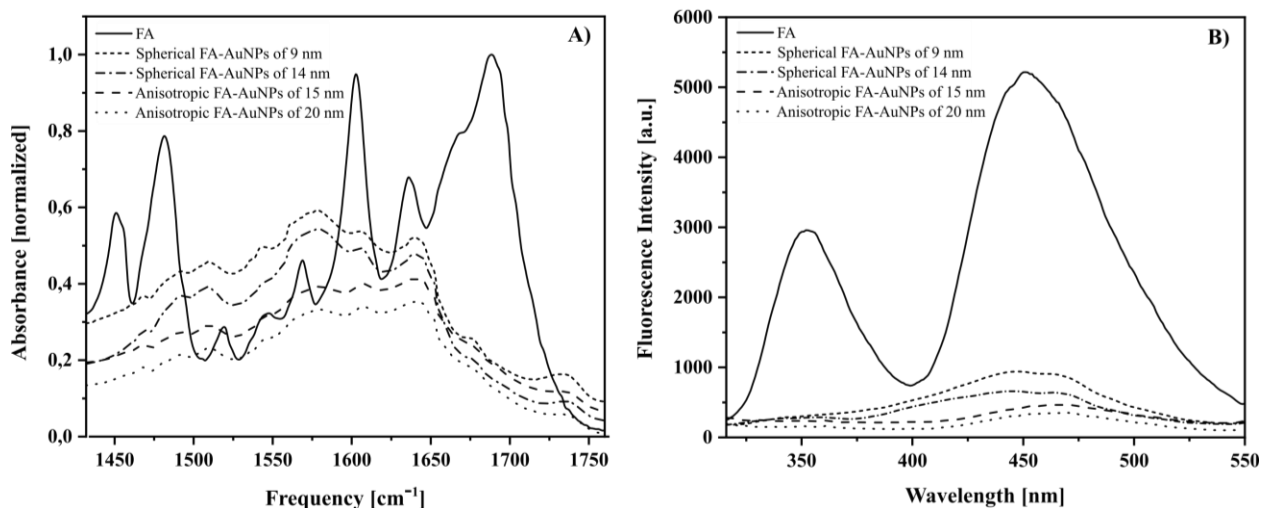 FA
Spherical FA-AuNPs of 9 nm
Spherical FA-AuNPs of 14 nm
Anisotropic FA-AuNPs of 15 nm
Anisotropic FA-AuNPs of 20 nm
A)
1,0
0,8
0,6
0,4
0,2
0,0
Absorbance [normalized]
1450 1500 1550 1600 1650 1700 1750
Frequency [cm⁻¹]
FA
Spherical FA-AuNPs of 9 nm
Spherical FA-AuNPs of 14 nm
Anisotropic FA-AuNPs of 15 nm
Anisotropic FA-AuNPs of 20 nm
B)
6000
5000
4000
3000
2000
1000
0
Fluorescence Intensity [a.u.]
350 400 450 500 550
Wavelength [nm]